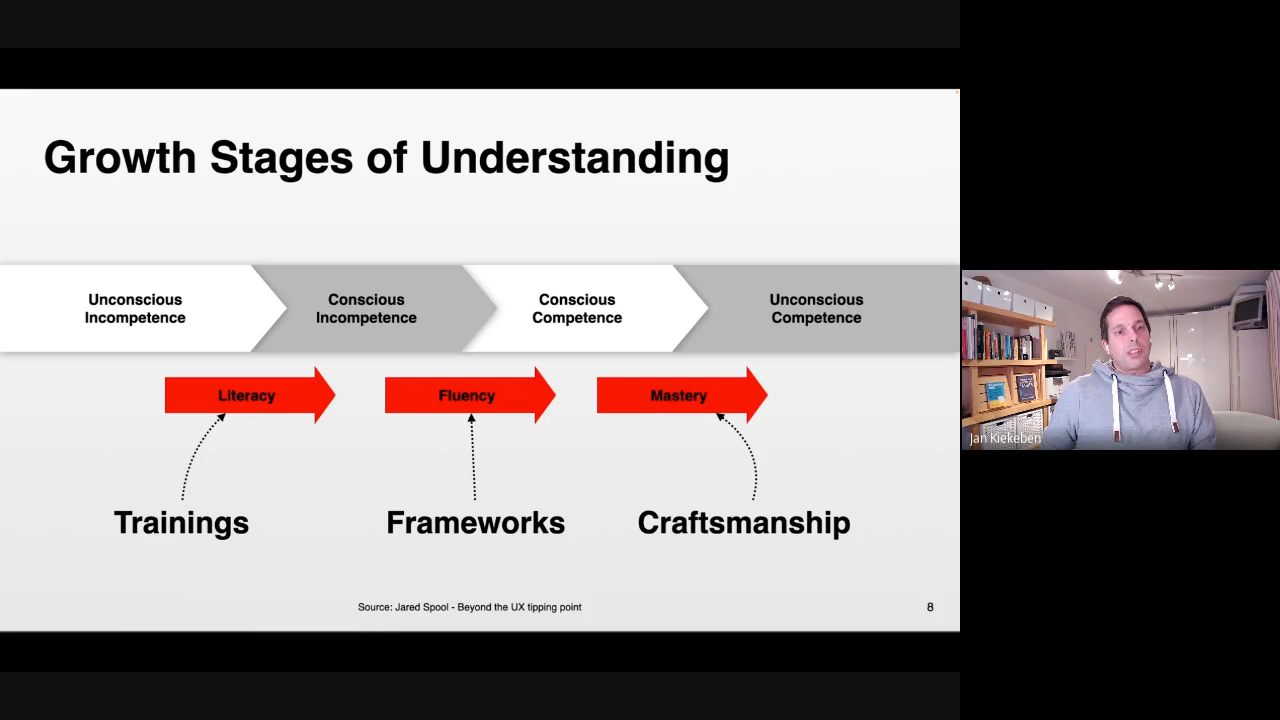 Growth Stages of Understanding
Unconscious
Incompetence
Conscious
Incompetence
Conscious
Competence
Unconscious
Competence
Literacy
Fluency
Mastery
Trainings
Frameworks
Craftsmanship
Source: Jared Spool - Beyond the UX tipping point
8
Jan Kiekeben